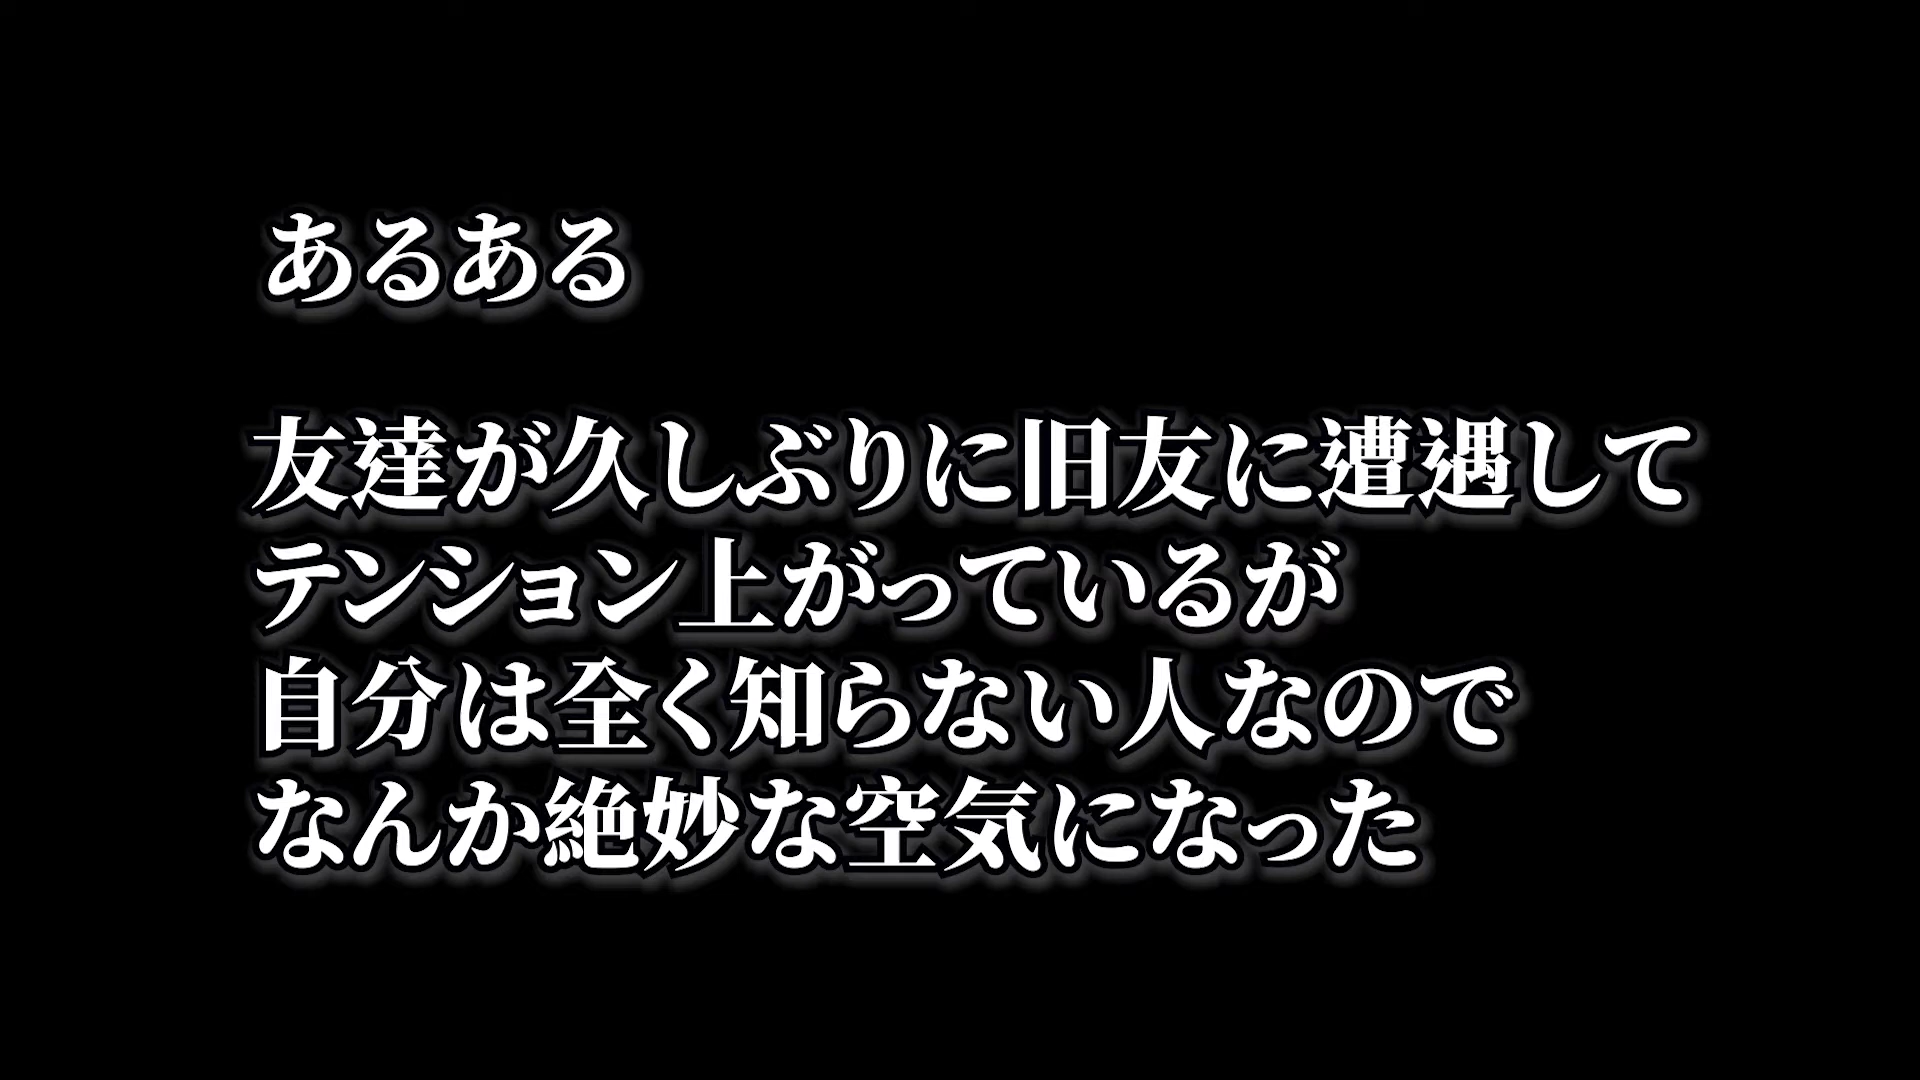 あるある
友達が久しぶりに旧友に遭遇して
テンション上がっているが
自分は全く知らない人なので
なんか絶妙な空気になった